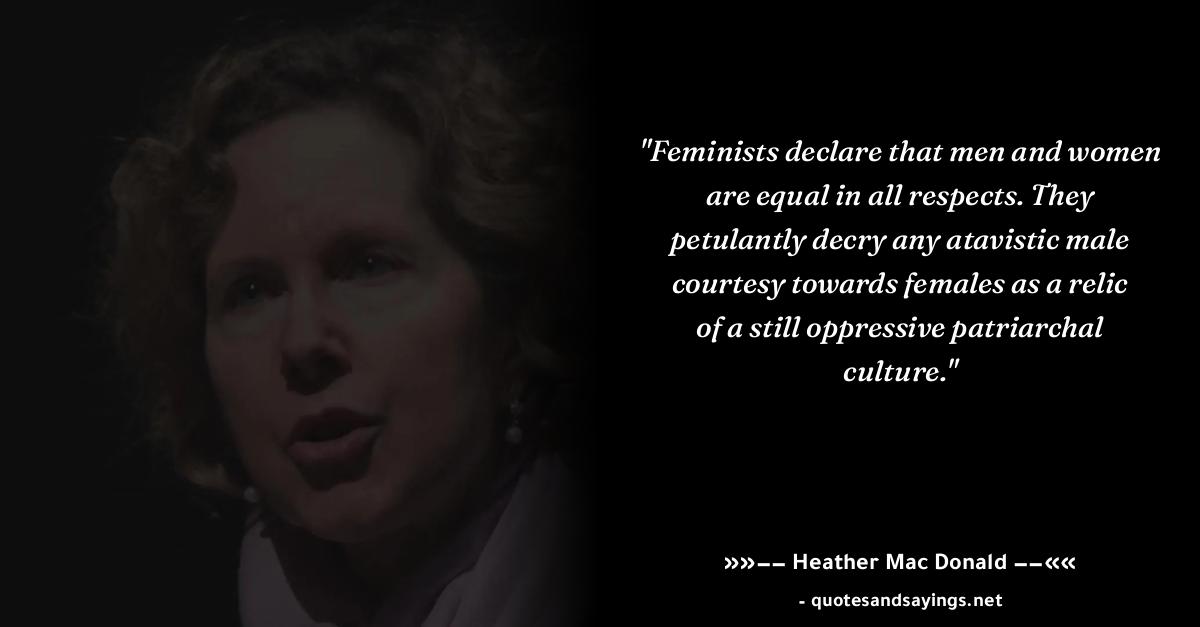 "Feminists declare that men and women
are equal in all respects. They
petulantly decry any atavistic male
courtesy towards females as a relic
of a still oppressive patriarchal
culture."
»»–– Heather Mac Donald ––««
- quotesandsayings.net